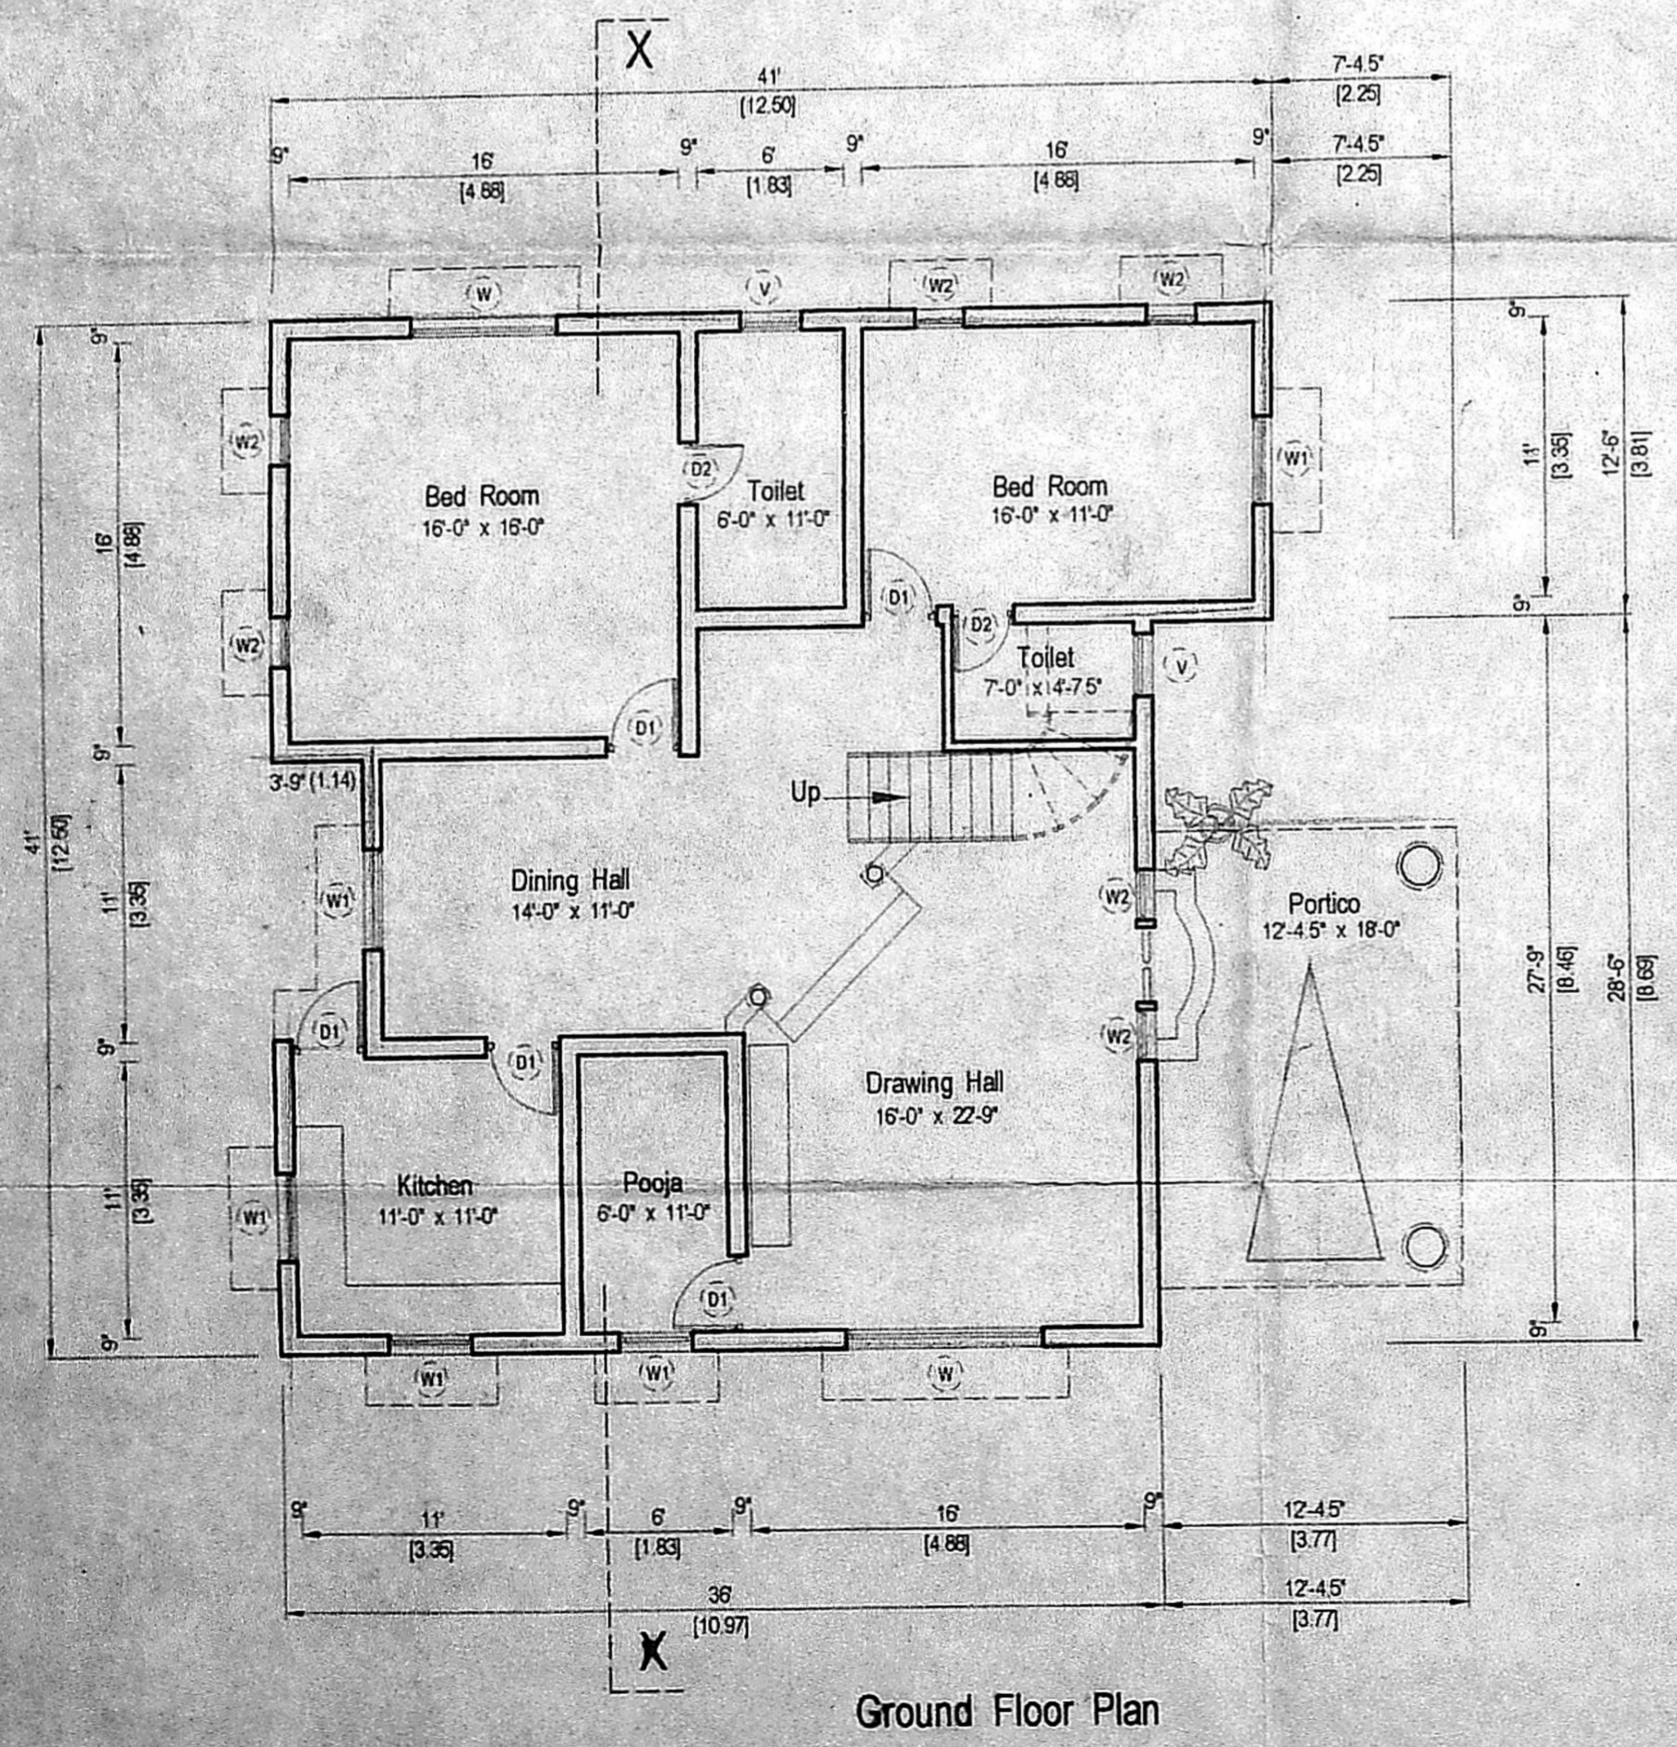 X
41'
[12.50]
7'-4.5"
[2.25]
9"
16'
[4.88]
9"
6'
[1.83]
9"
16'
[4.88]
9"
7'-4.5"
[2.25]
W
V
W2
W2
9"
9"
W2
W1
11'
[3.35]
12'-6"
[3.81]
D2
Bed Room
16'-0" x 16'-0"
Toilet
6'-0" x 11'-0"
Bed Room
16'-0" x 11'-0"
16'
[4.88]
D1
9"
W2
D2
Toilet
7'-0" x 4'-7.5"
V
D1
9"
3'-9" (1.14)
Up
41'
[12.50]
11'
[3.35]
W1
Dining Hall
14'-0" x 11'-0"
W2
Portico
12'-4.5" x 18'-0"
27'-9"
[8.46]
28'-6"
[8.69]
D1
9"
D1
W2
Drawing Hall
16'-0" x 22'-9"
11'
[3.35]
W1
Kitchen
11'-0" x 11'-0"
Pooja
6'-0" x 11'-0"
D1
9"
9"
W1
W1
W
9"
11'
[3.35]
9"
6'
[1.83]
9"
16'
[4.88]
9"
12'-4.5"
[3.77]
36'
[10.97]
12'-4.5"
[3.77]
X
Ground Floor Plan